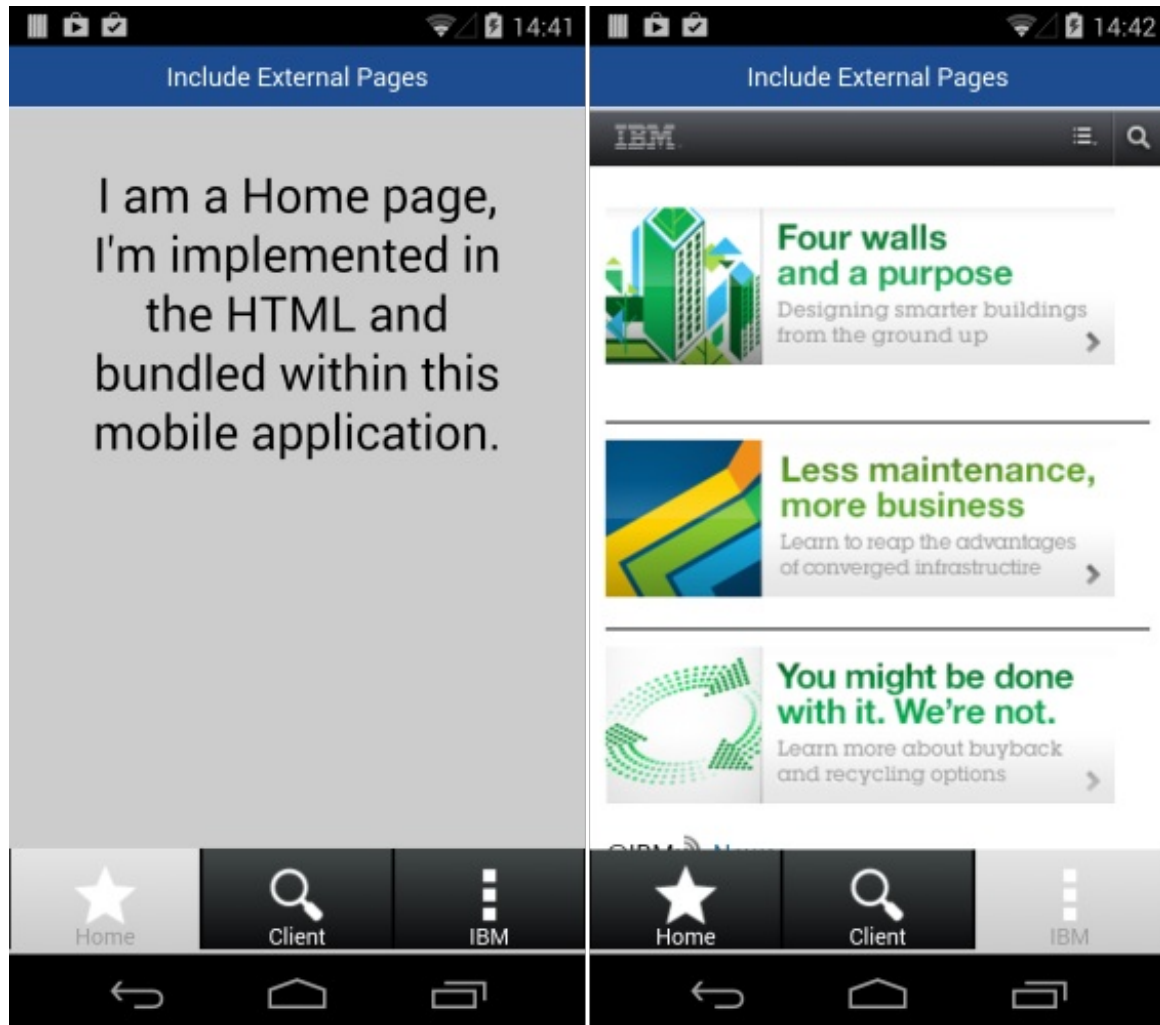 14:41
Include External Pages
I am a Home page,
I'm implemented in
the HTML and
bundled within this
mobile application.
Home
Client
IBM
14:42
Include External Pages
IBM
Four walls
and a purpose
Designing smarter buildings
from the ground up
Less maintenance,
more business
Learn to reap the advantages
of converged infrastructire
You might be done
with it. We're not.
Learn more about buyback
and recycling options
Home
Client
IBM